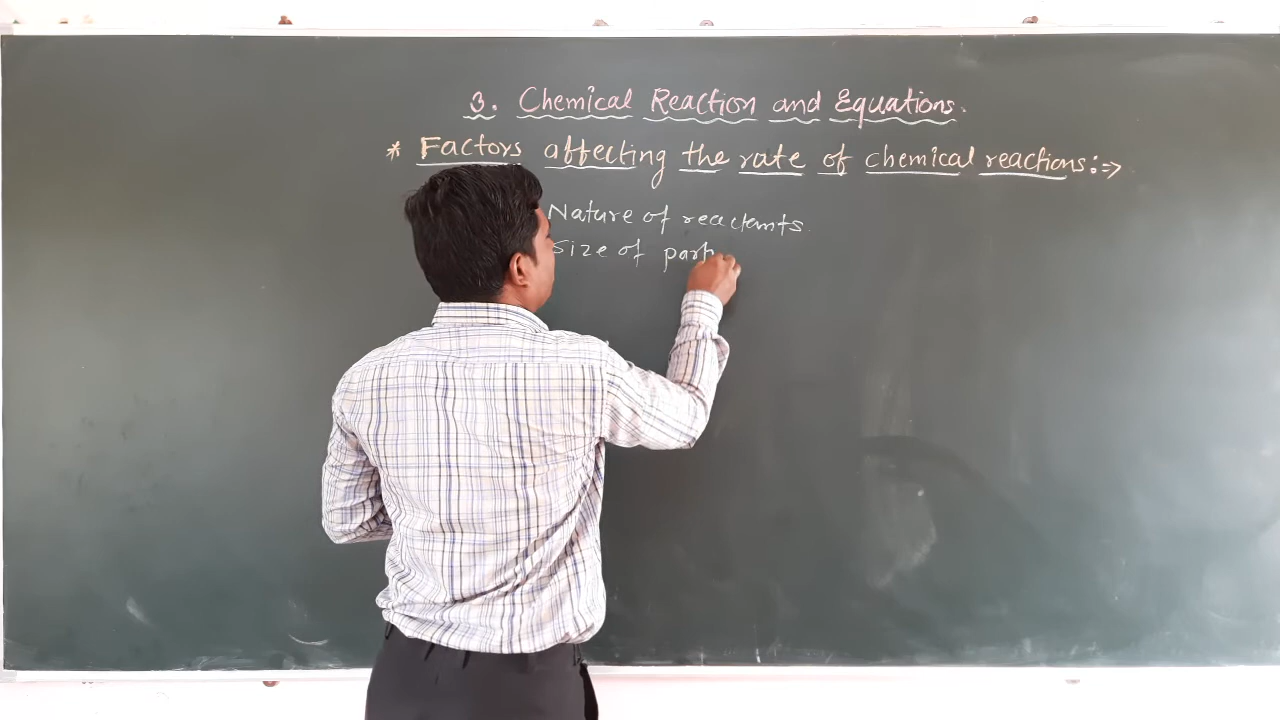 3. Chemical Reaction and Equations.
* Factors affecting the rate of chemical reactions :→
Nature of reactants.
Size of part